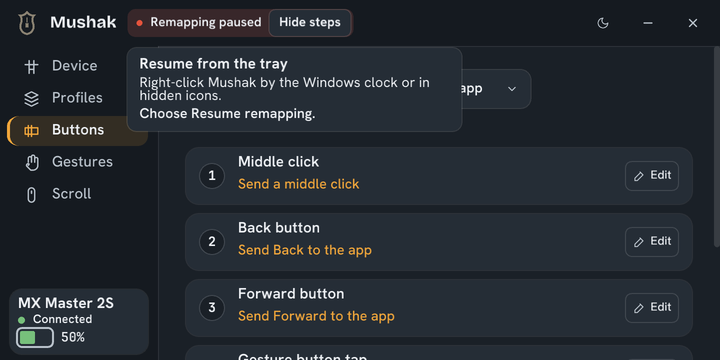 Mushak
Remapping paused
Hide steps
Resume from the tray
Right-click Mushak by the Windows clock or in
hidden icons.
Choose Resume remapping.
app
Device
Profiles
Buttons
Gestures
Scroll
MX Master 2S
Connected
50%
1
Middle click
Send a middle click
Edit
2
Back button
Send Back to the app
Edit
3
Forward button
Send Forward to the app
Edit
Gesture button tap